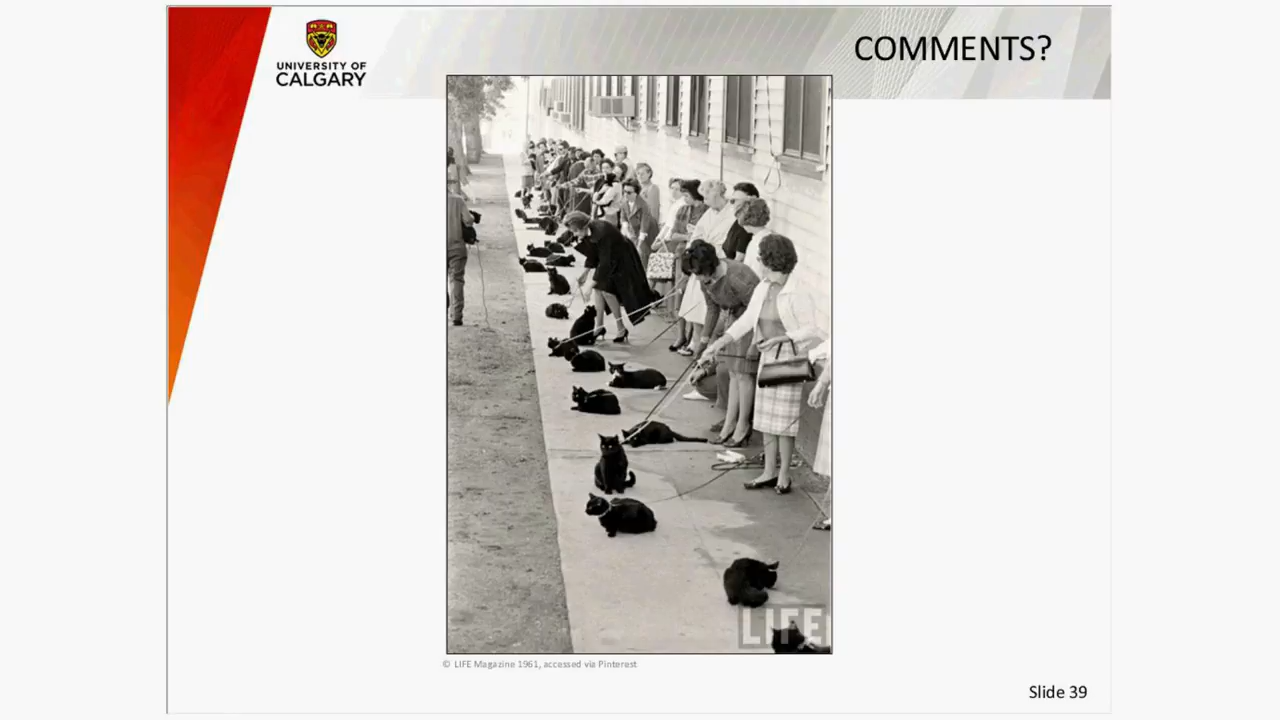 UNIVERSITY OF
CALGARY
COMMENTS?
LIFE
© LIFE Magazine 1961, accessed via Pinterest
Slide 39